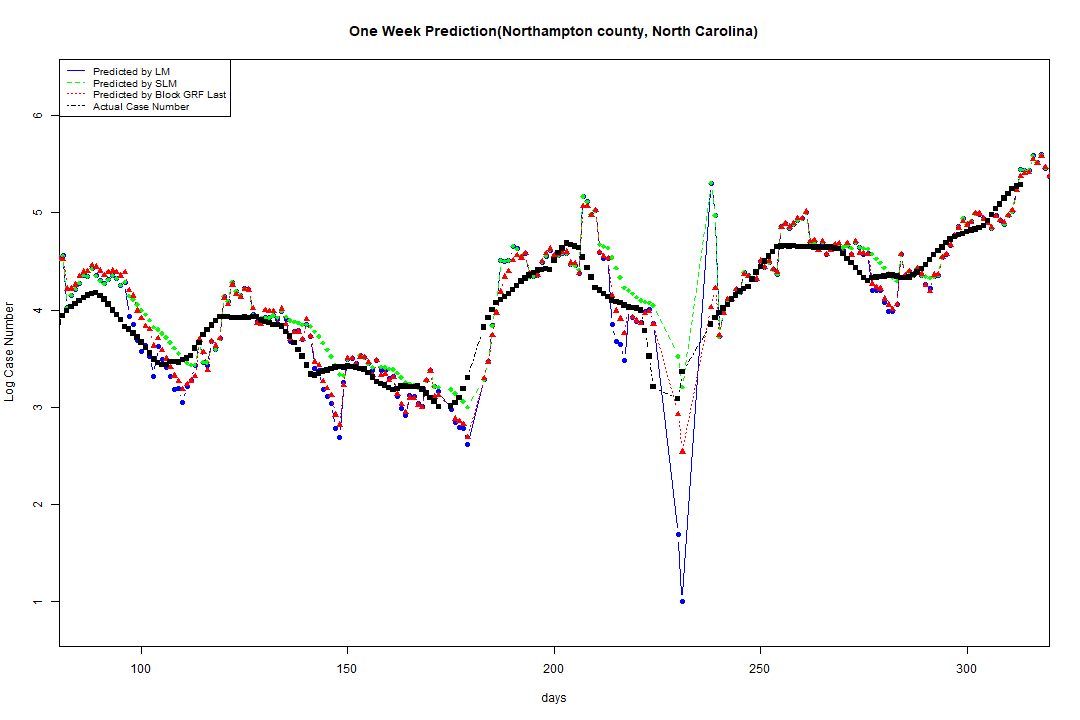 One Week Prediction(Northampton county, North Carolina)
Predicted by LM
Predicted by SLM
Predicted by Block GRF Last
Actual Case Number
6
5
4
3
2
1
Log Case Number
100 150 200 250 300
days